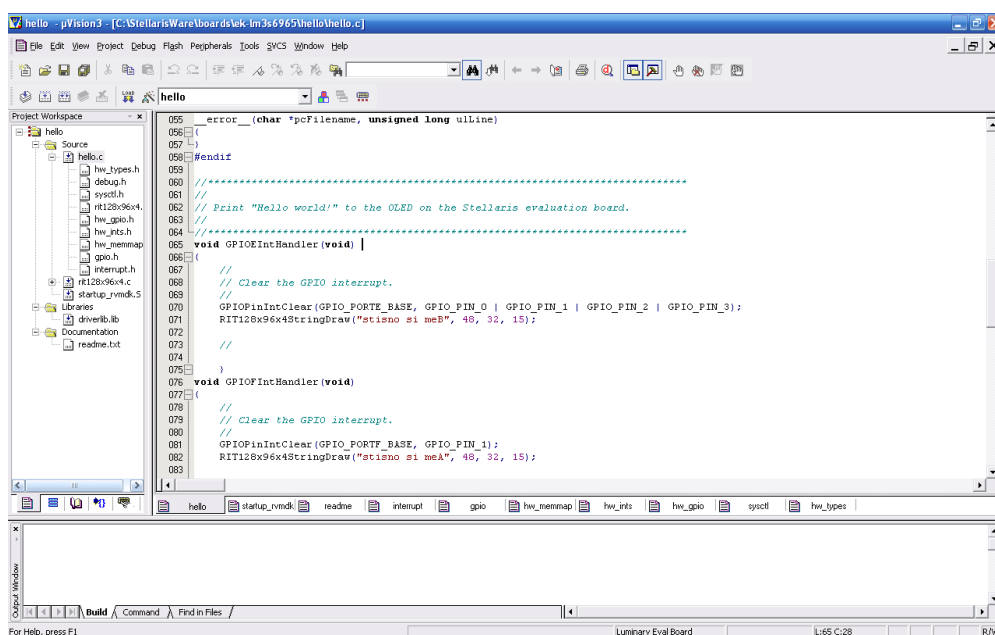 hello - µVision3 - [C:\StellarisWare\boards\ek-lm3s6965\hello\hello.c]
File Edit View Project Debug Flash Peripherals Tools SVCS Window Help
hello
Project Workspace
hello
Source
hello.c
hw_types.h
debug.h
sysctl.h
rit128x96x4.
hw_gpio.h
hw_ints.h
hw_memmap
gpio.h
interrupt.h
rit128x96x4.c
startup_rvmdk.S
Libraries
driverlib.lib
Documentation
readme.txt
055 __error__(char *pcFilename, unsigned long ulLine)
056 {
057 }
058 #endif
059
060 //*****************************************************************************
061 //
062 // Print "Hello world!" to the OLED on the Stellaris evaluation board.
063 //
064 //*****************************************************************************
065 void GPIOEIntHandler(void)
066 {
067 //
068 // Clear the GPIO interrupt.
069 //
070 GPIOPinIntClear(GPIO_PORTE_BASE, GPIO_PIN_0 | GPIO_PIN_1 | GPIO_PIN_2 | GPIO_PIN_3);
071 RIT128x96x4StringDraw("stisno si meB", 48, 32, 15);
072
073 //
074
075 }
076 void GPIOFIntHandler(void)
077 {
078 //
079 // Clear the GPIO interrupt.
080 //
081 GPIOPinIntClear(GPIO_PORTF_BASE, GPIO_PIN_1);
082 RIT128x96x4StringDraw("stisno si meA", 48, 32, 15);
083
hello startup_rvmdk readme interrupt gpio hw_memmap hw_ints hw_gpio sysctl hw_types
Output Window
Build Command Find in Files
For Help, press F1 Luminary Eval Board L:65 C:28 R/W